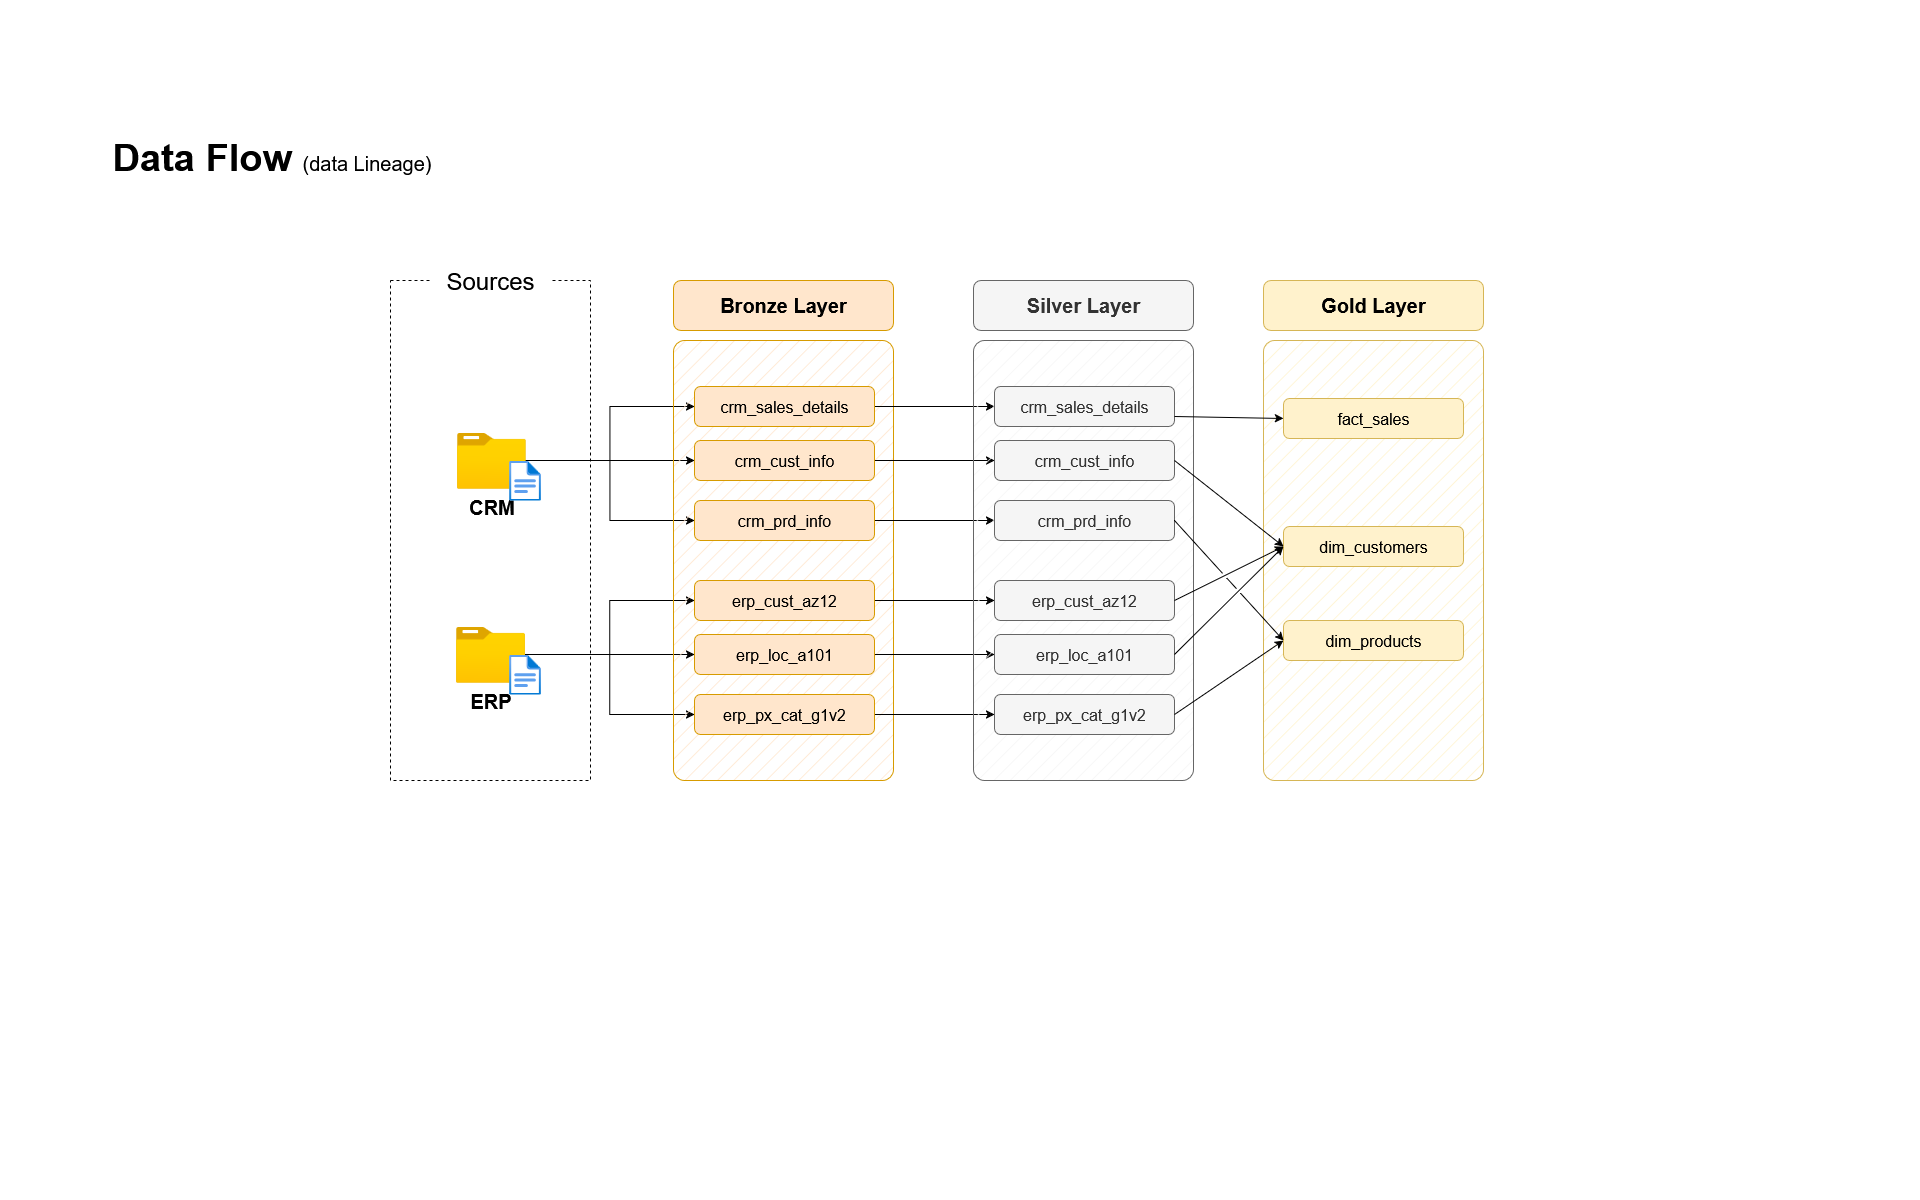 Data Flow (data Lineage)
Sources
CRM
ERP
Bronze Layer
crm_sales_details
crm_cust_info
crm_prd_info
erp_cust_az12
erp_loc_a101
erp_px_cat_g1v2
Silver Layer
crm_sales_details
crm_cust_info
crm_prd_info
erp_cust_az12
erp_loc_a101
erp_px_cat_g1v2
Gold Layer
fact_sales
dim_customers
dim_products